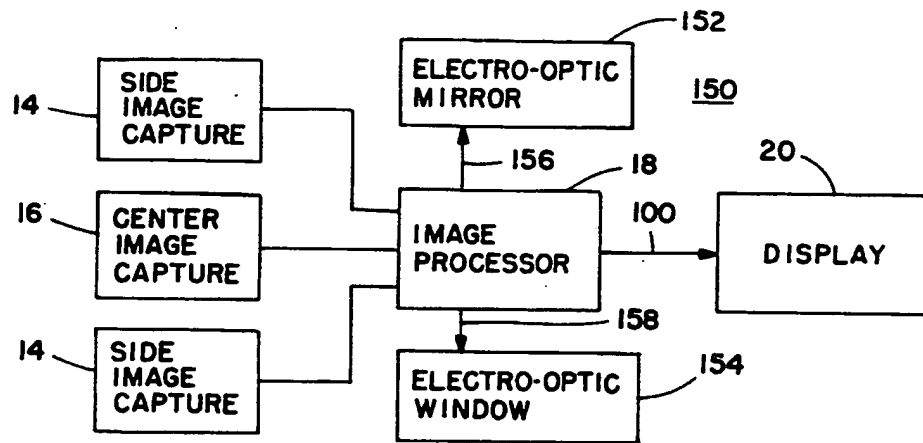 152
ELECTRO-OPTIC
MIRROR
150
14
SIDE
IMAGE
CAPTURE
156
18
20
16
CENTER
IMAGE
CAPTURE
IMAGE
PROCESSOR
100
DISPLAY
14
SIDE
IMAGE
CAPTURE
158
ELECTRO-OPTIC
WINDOW
154